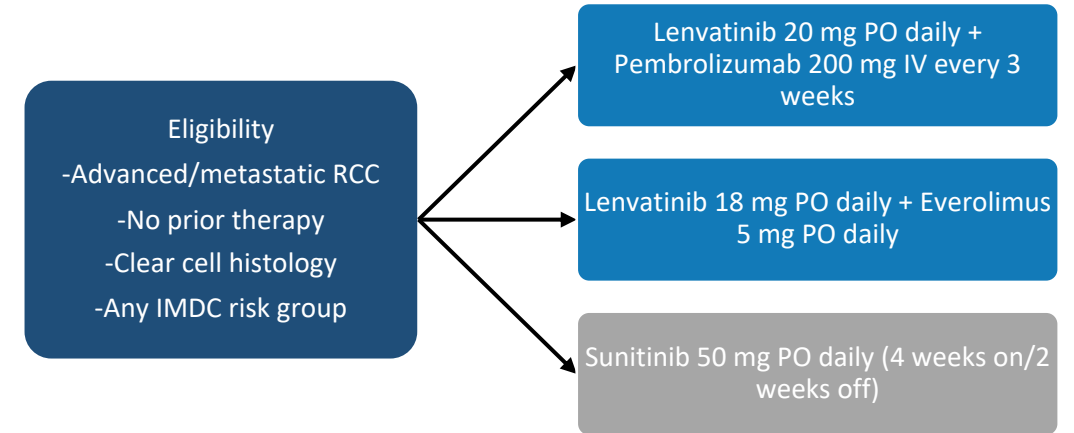 Eligibility
-Advanced/metastatic RCC
-No prior therapy
-Clear cell histology
-Any IMDC risk group
Lenvatinib 20 mg PO daily +
Pembrolizumab 200 mg IV every 3
weeks
Lenvatinib 18 mg PO daily + Everolimus
5 mg PO daily
Sunitinib 50 mg PO daily (4 weeks on/2
weeks off)